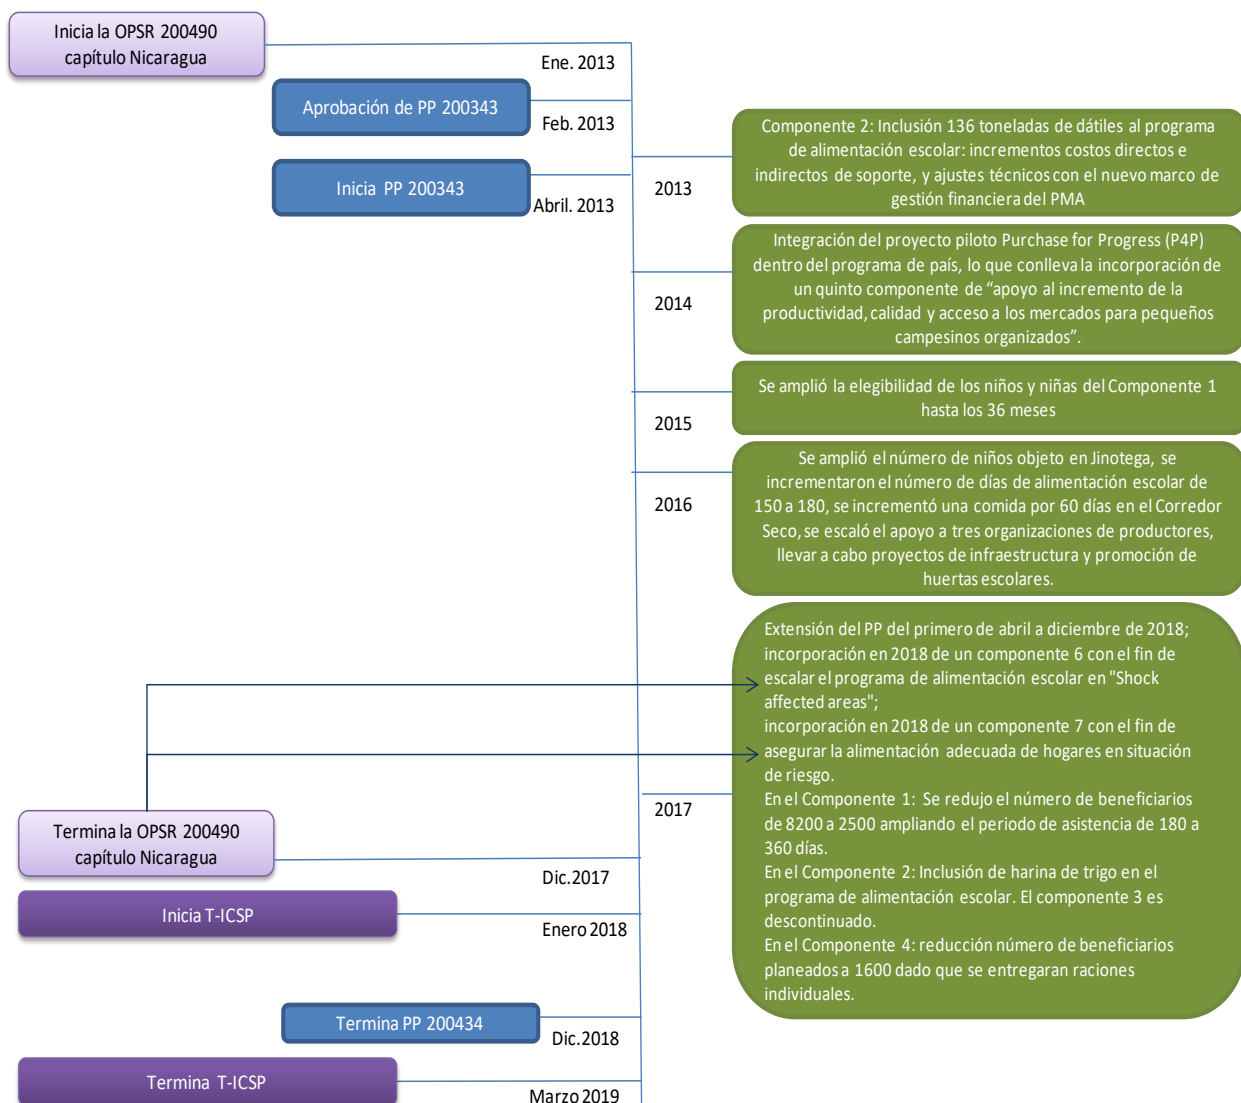 Inicia la OPSR 200490
capítulo Nicaragua
Ene. 2013
Aprobación de PP 200343
Feb. 2013
Inicia PP 200343
Abril. 2013
Componente 2: Inclusión 136 toneladas de dátiles al programa
de alimentación escolar: incrementos costos directos e
indirectos de soporte, y ajustes técnicos con el nuevo marco de
gestión financiera del PMA
2013
Integración del proyecto piloto Purchase for Progress (P4P)
dentro del programa de país, lo que conlleva la incorporación de
un quinto componente de “apoyo al incremento de la
productividad, calidad y acceso a los mercados para pequeños
campesinos organizados”.
2014
Se amplió la elegibilidad de los niños y niñas del Componente 1
hasta los 36 meses
2015
Se amplió el número de niños objeto en Jinotega, se
incrementaron el número de días de alimentación escolar de
150 a 180, se incrementó una comida por 60 días en el Corredor
Seco, se escaló el apoyo a tres organizaciones de productores,
llevar a cabo proyectos de infraestructura y promoción de
huertas escolares.
2016
Extensión del PP del primero de abril a diciembre de 2018;
incorporación en 2018 de un componente 6 con el fin de
escalar el programa de alimentación escolar en "Shock
affected areas";
incorporación en 2018 de un componente 7 con el fin de
asegurar la alimentación adecuada de hogares en situación
de riesgo.
En el Componente 1: Se redujo el número de beneficiarios
de 8200 a 2500 ampliando el periodo de asistencia de 180 a
360 días.
En el Componente 2: Inclusión de harina de trigo en el
programa de alimentación escolar. El componente 3 es
descontinuado.
En el Componente 4: reducción número de beneficiarios
planeados a 1600 dado que se entregaran raciones
individuales.
2017
Termina la OPSR 200490
capítulo Nicaragua
Dic.2017
Inicia T-ICSP
Enero 2018
Termina PP 200434
Dic.2018
Termina T-ICSP
Marzo 2019